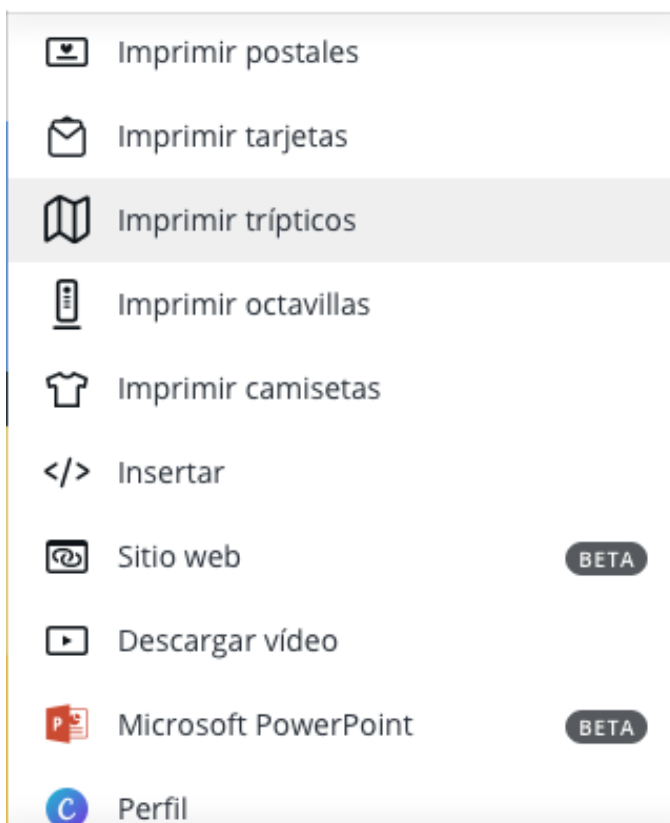 Imprimir postales
Imprimir tarjetas
Imprimir trípticos
Imprimir octavillas
Imprimir camisetas
</> Insertar
Sitio web BETA
Descargar vídeo
Microsoft PowerPoint BETA
Perfil